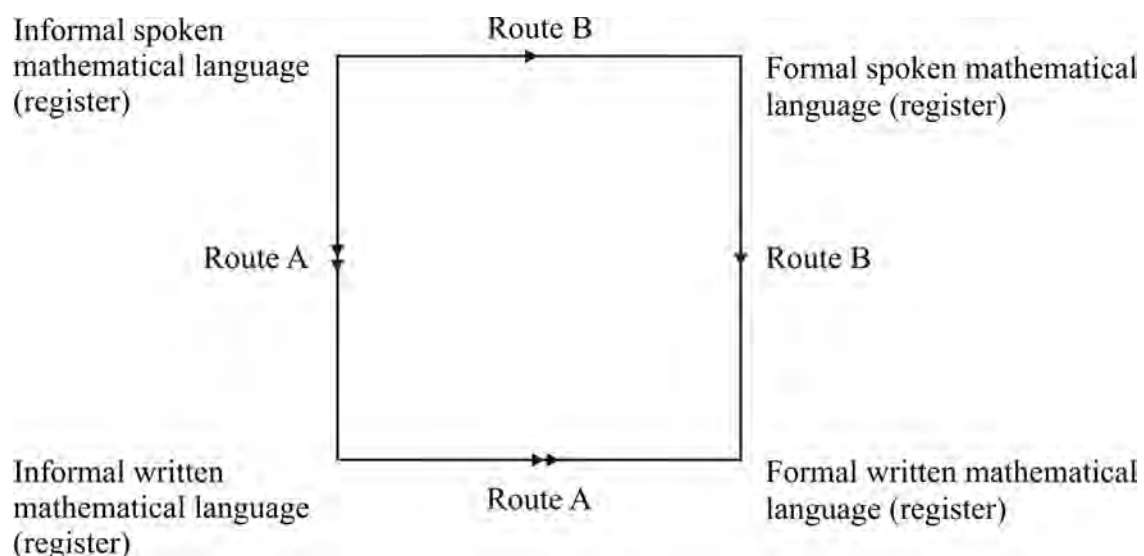 Informal spoken
mathematical language
(register)
Route B
Formal spoken mathematical
language (register)
Route A
Route B
Informal written
mathematical language
(register)
Route A
Formal written mathematical
language (register)